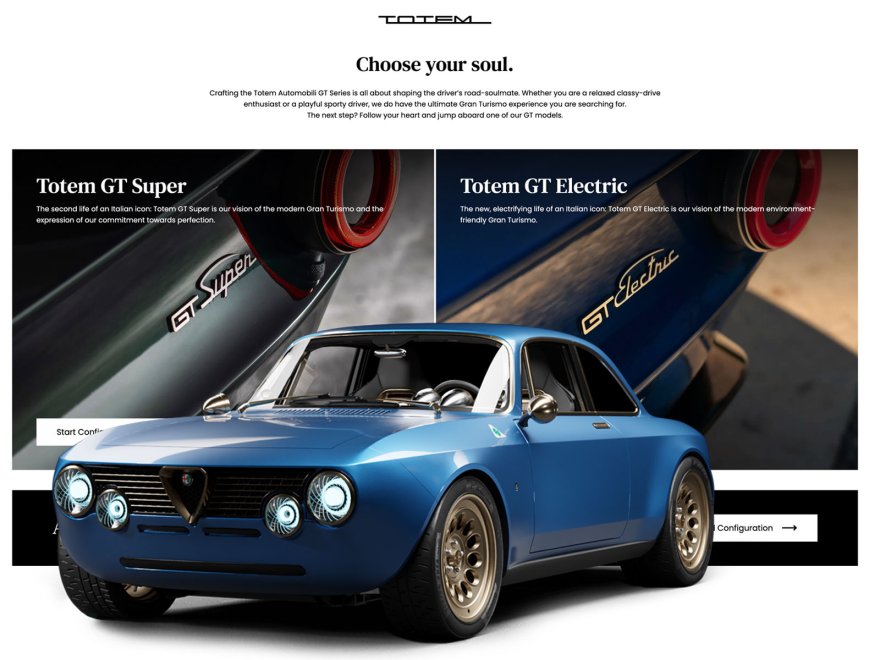 TOTEM
Choose your soul.
Crafting the Totem Automobili GT Series is all about shaping the driver's road-soulmate. Whether you are a relaxed classy-drive
enthusiast or a playful sporty driver, we do have the ultimate Gran Turismo experience you are searching for.
The next step? Follow your heart and jump aboard one of our GT models.
Totem GT Super
The second life of an Italian icon: Totem GT Super is our vision of the modern Gran Turismo and the
expression of our commitment towards perfection.
GT Super
Totem GT Electric
The new, electrifying life of an Italian icon: Totem GT Electric is our vision of the modern environment-
friendly Gran Turismo.
GT Electric
Start
Configuration